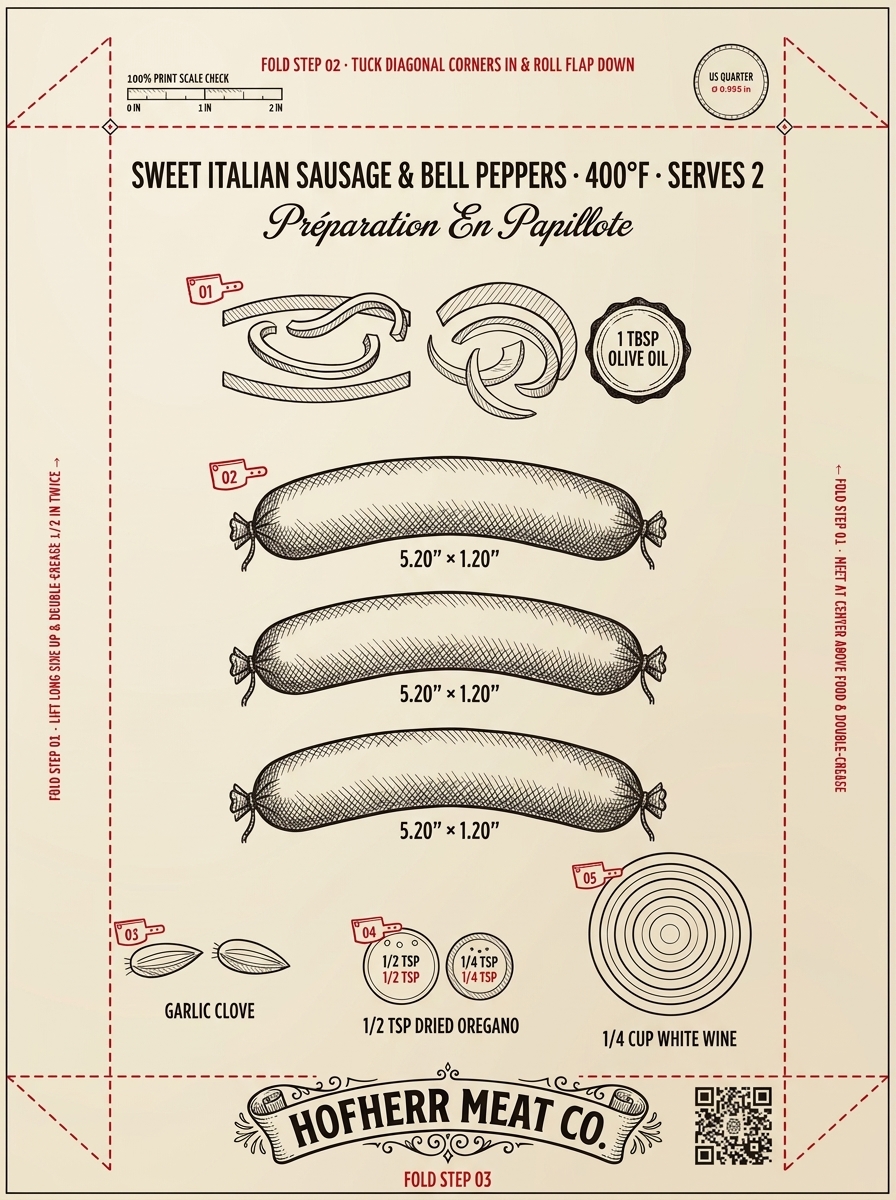 FOLD STEP 02 · TUCK DIAGONAL CORNERS IN & ROLL FLAP DOWN
100% PRINT SCALE CHECK
0 IN 1 IN 2 IN
US QUARTER
Ø 0.955 in
SWEET ITALIAN SAUSAGE & BELL PEPPERS · 400°F · SERVES 2
Préparation En Papillote
01
1 TBSP
OLIVE OIL
FOLD STEP 01 · LIFT LONG SIDE UP & DEUBLE-CREASE 1/2 IN TWICE →
← FOLD STEP 01 · MEET AT CENTER ABOVE FOOD & DOUBLE-CREASE
02
5.20” × 1.20”
5.20” × 1.20”
5.20” × 1.20”
03
GARLIC CLOVE
04
1/2 TSP
1/2 TSP
1/4 TSP
1/4 TSP
1/2 TSP DRIED OREGANO
05
1/4 CUP WHITE WINE
HOFHERR MEAT CO.
FOLD STEP 03